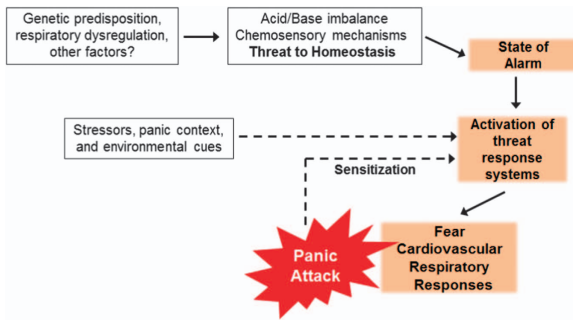 Genetic predisposition,
respiratory dysregulation,
other factors?
Acid/Base imbalance
Chemosensory mechanisms
Threat to Homeostasis
State of
Alarm
Stressors, panic context,
and environmental cues
Activation of
threat
response
systems
Sensitization
Panic
Attack
Fear
Cardiovascular
Respiratory
Responses